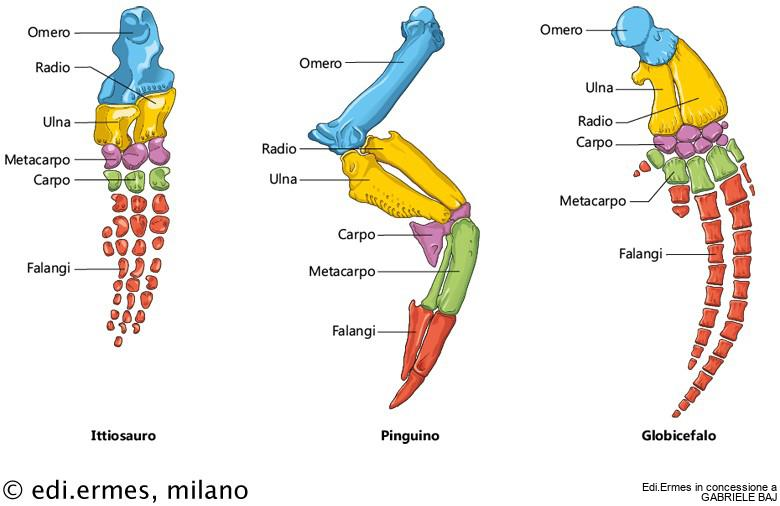 Omero
Radio
Ulna
Metacarpo
Carpo
Falangi
Ittiosauro
Omero
Radio
Ulna
Carpo
Metacarpo
Falangi
Pinguino
Omero
Ulna
Radio
Carpo
Metacarpo
Falangi
Globicefalo
© edi.ermes, milano
Edi.Ermes in concessione a
GABRIELE BAJ